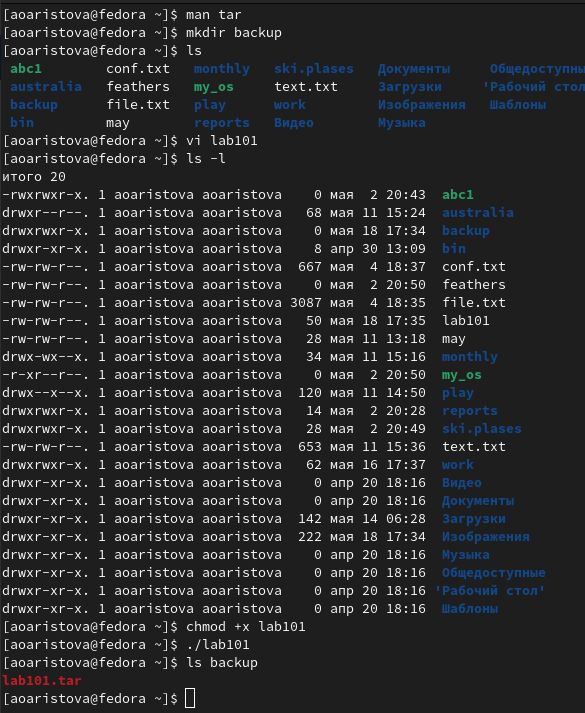 [aoaristova@fedora ~]$ man tar
[aoaristova@fedora ~]$ mkdir backup
[aoaristova@fedora ~]$ ls
abc1 conf.txt monthly ski.plases Документы Общедоступны
australia feathers my_os text.txt Загрузки 'Рабочий стол
backup file.txt play work Изображения Шаблоны
bin may reports Видео Музыка
[aoaristova@fedora ~]$ vi lab101
[aoaristova@fedora ~]$ ls -l
итого 20
-rwxrwxr-x. 1 aoaristova aoaristova 0 мая 2 20:43 abc1
drwxr--r--. 1 aoaristova aoaristova 68 мая 11 15:24 australia
drwxrwxr-x. 1 aoaristova aoaristova 0 мая 18 17:34 backup
drwxr-xr-x. 1 aoaristova aoaristova 8 апр 30 13:09 bin
-rw-rw-r--. 1 aoaristova aoaristova 667 мая 4 18:37 conf.txt
-rw-rw-r--. 1 aoaristova aoaristova 0 мая 2 20:50 feathers
-rw-rw-r--. 1 aoaristova aoaristova 3087 мая 4 18:35 file.txt
-rw-rw-r--. 1 aoaristova aoaristova 50 мая 18 17:35 lab101
-rw-rw-r--. 1 aoaristova aoaristova 28 мая 11 13:18 may
drwx-wx--x. 1 aoaristova aoaristova 34 мая 11 15:16 monthly
-r-xr--r--. 1 aoaristova aoaristova 0 мая 2 20:50 my_os
drwx--x--x. 1 aoaristova aoaristova 120 мая 11 14:50 play
drwxrwxr-x. 1 aoaristova aoaristova 14 мая 2 20:28 reports
drwxrwxr-x. 1 aoaristova aoaristova 28 мая 2 20:49 ski.plases
-rw-rw-r--. 1 aoaristova aoaristova 653 мая 11 15:36 text.txt
drwxrwxr-x. 1 aoaristova aoaristova 62 мая 16 17:37 work
drwxr-xr-x. 1 aoaristova aoaristova 0 апр 20 18:16 Видео
drwxr-xr-x. 1 aoaristova aoaristova 0 апр 20 18:16 Документы
drwxr-xr-x. 1 aoaristova aoaristova 142 мая 14 06:28 Загрузки
drwxr-xr-x. 1 aoaristova aoaristova 222 мая 18 17:34 Изображения
drwxr-xr-x. 1 aoaristova aoaristova 0 апр 20 18:16 Музыка
drwxr-xr-x. 1 aoaristova aoaristova 0 апр 20 18:16 Общедоступные
drwxr-xr-x. 1 aoaristova aoaristova 0 апр 20 18:16 'Рабочий стол'
drwxr-xr-x. 1 aoaristova aoaristova 0 апр 20 18:16 Шаблоны
[aoaristova@fedora ~]$ chmod +x lab101
[aoaristova@fedora ~]$ ./lab101
[aoaristova@fedora ~]$ ls backup
lab101.tar
[aoaristova@fedora ~]$